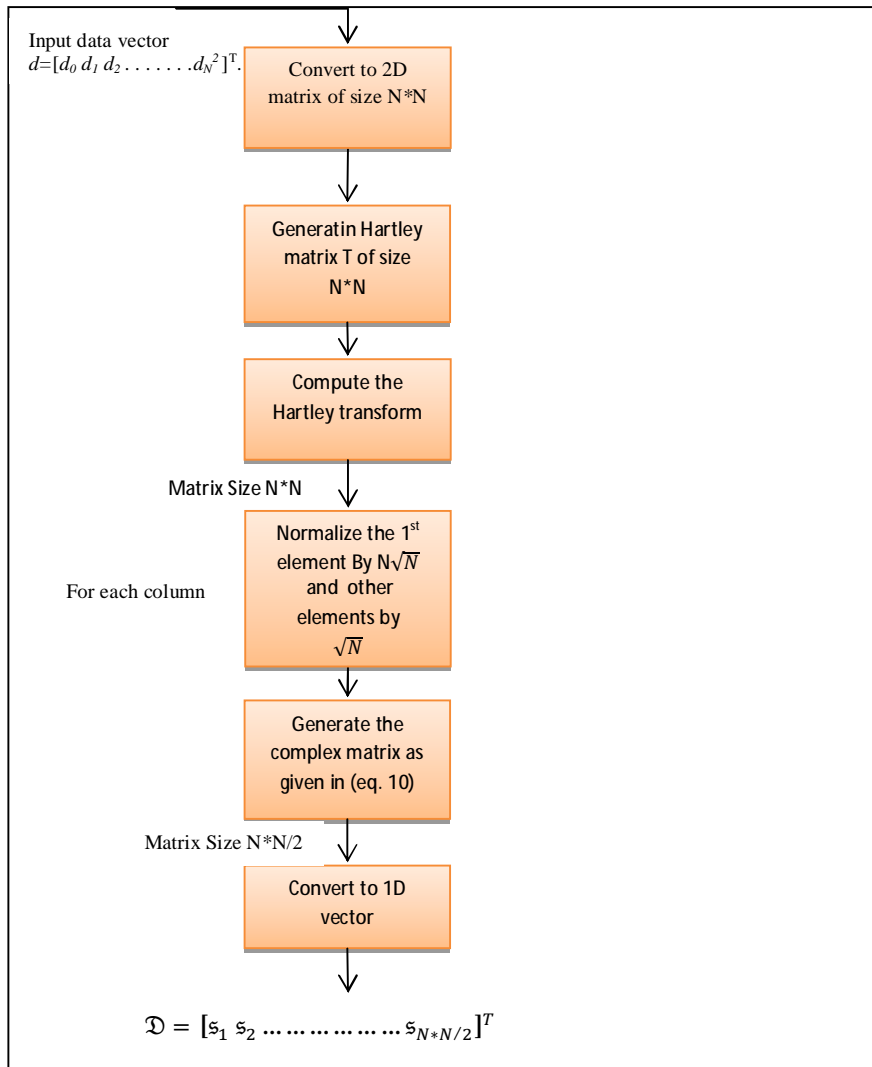 Input data vector
d=[d₀ d₁ d₂ . . . . . . .d_N²]ᵀ.
Convert to 2D
matrix of size N*N
Generatin Hartley
matrix T of size
N*N
Compute the
Hartley transform
Matrix Size N*N
Normalize the 1ˢᵗ
element By N√N
and other
elements by
√N
For each column
Generate the
complex matrix as
given in (eq. 10)
Matrix Size N*N/2
Convert to 1D
vector
𝔇 = [𝔰₁ 𝔰₂ … … … … … … 𝔰_{N*N/2}]ᵀ